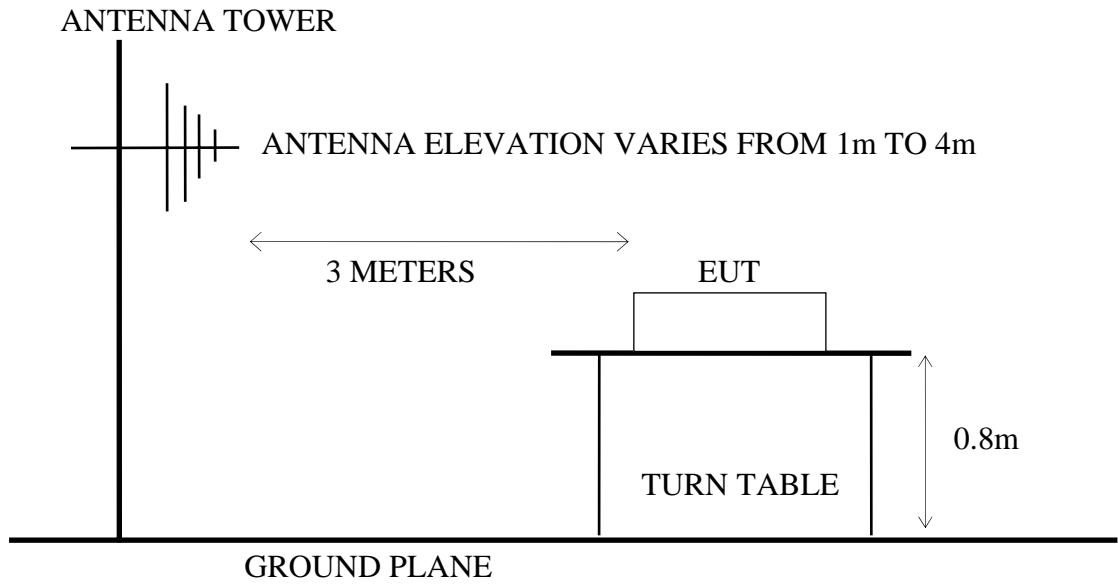 ANTENNA TOWER
ANTENNA ELEVATION VARIES FROM 1m TO 4m
3 METERS
EUT
0.8m
TURN TABLE
GROUND PLANE